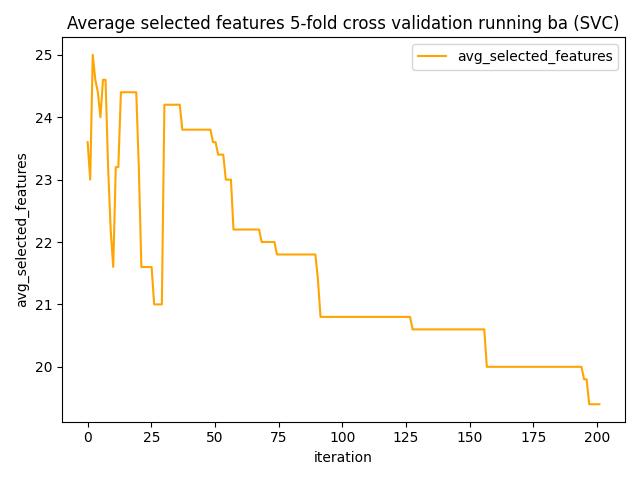 Average selected features 5-fold cross validation running ba (SVC)
avg_selected_features
avg_selected_features
25
24
23
22
21
20
0 25 50 75 100 125 150 175 200
iteration